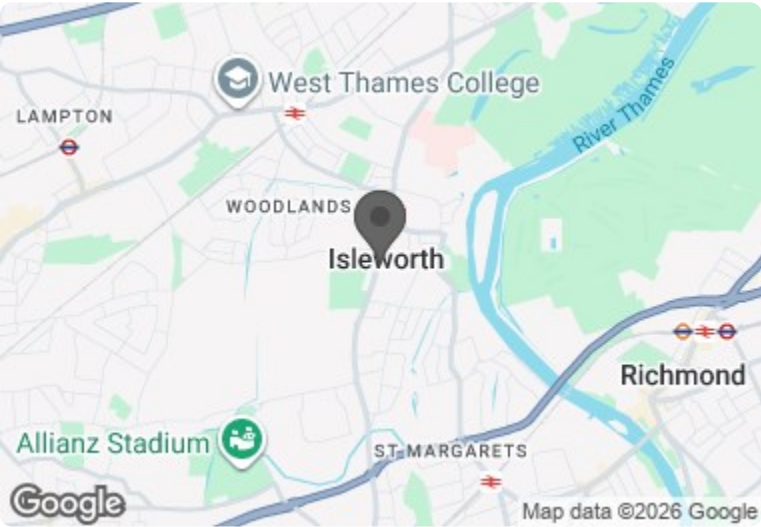 West Thames College
LAMPTON
River Thames
WOODLANDS
Isleworth
Richmond
Allianz Stadium
ST MARGARETS
Google
Map data ©2026 Google